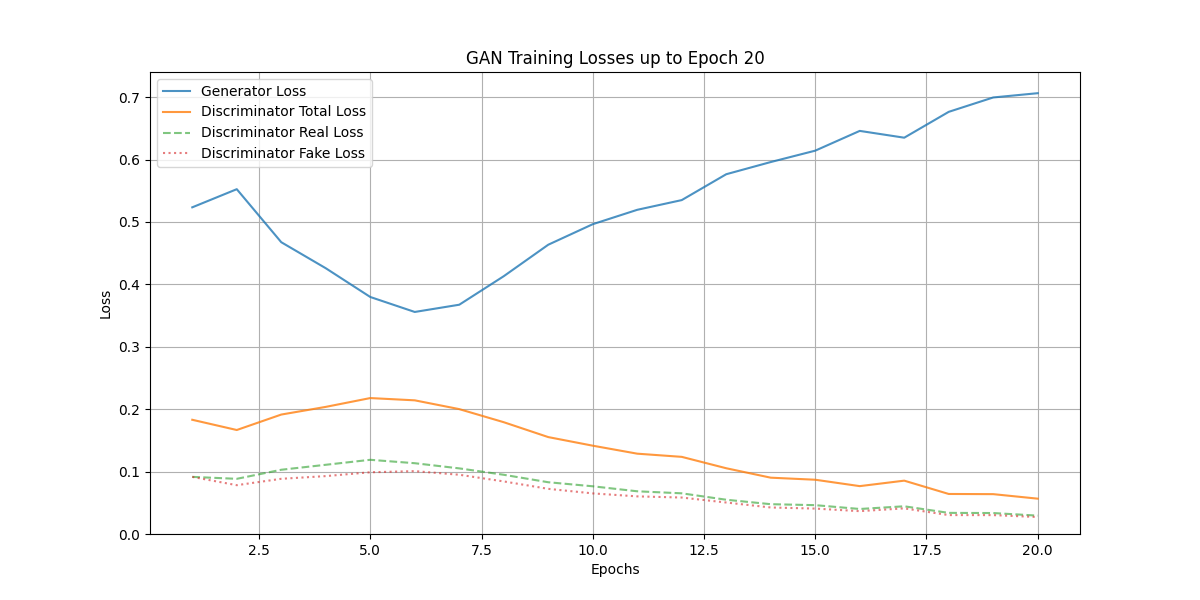 GAN Training Losses up to Epoch 20
Generator Loss
Discriminator Total Loss
Discriminator Real Loss
Discriminator Fake Loss
Loss
0.7
0.6
0.5
0.4
0.3
0.2
0.1
0.0
2.5 5.0 7.5 10.0 12.5 15.0 17.5 20.0
Epochs